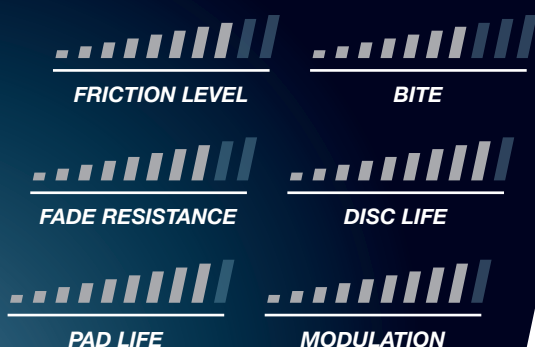 FRICTION LEVEL
BITE
FADE RESISTANCE
DISC LIFE
PAD LIFE
MODULATION